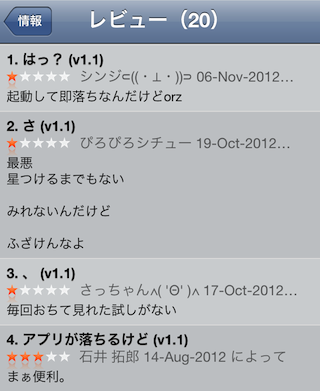 情報
レビュー（20）
1. はっ？ (v1.1)
シンジ⊂((・⊥・))⊃ 06-Nov-2012…
起動して即落ちなんだけどorz
2. さ (v1.1)
ぴろぴろシチュー 19-Oct-2012…
最悪
星つけるまでもない
みれないんだけど
ふざけんなよ
3. 、 (v1.1)
さっちゃん∧( 'Θ' )∧ 17-Oct-2012…
毎回おちて見れた試しがない
4. アプリが落ちるけど (v1.1)
石井 拓郎 14-Aug-2012 によって
まぁ便利。